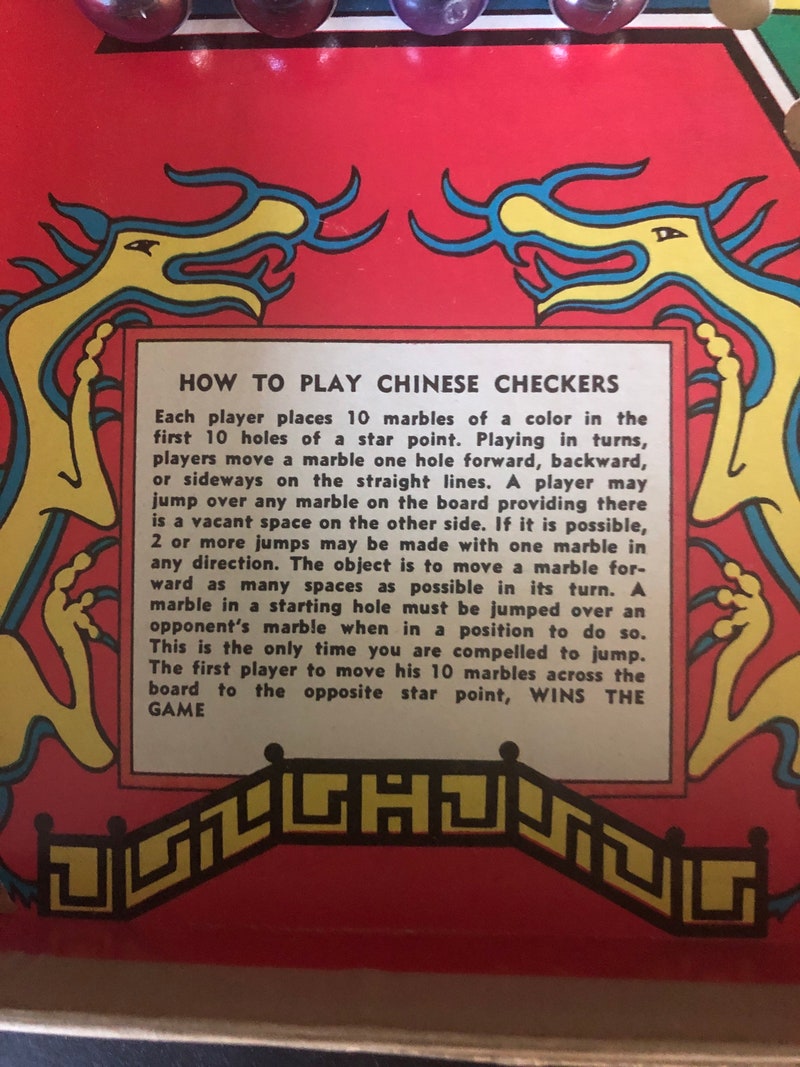 HOW TO PLAY CHINESE CHECKERS
Each player places 10 marbles of a color in the
first 10 holes of a star point. Playing in turns,
players move a marble one hole forward, backward,
or sideways on the straight lines. A player may
jump over any marble on the board providing there
is a vacant space on the other side. If it is possible,
2 or more jumps may be made with one marble in
any direction. The object is to move a marble for-
ward as many spaces as possible in its turn. A
marble in a starting hole must be jumped over an
opponent's marble when in a position to do so.
This is the only time you are compelled to jump.
The first player to move his 10 marbles across the
board to the opposite star point, WINS THE
GAME